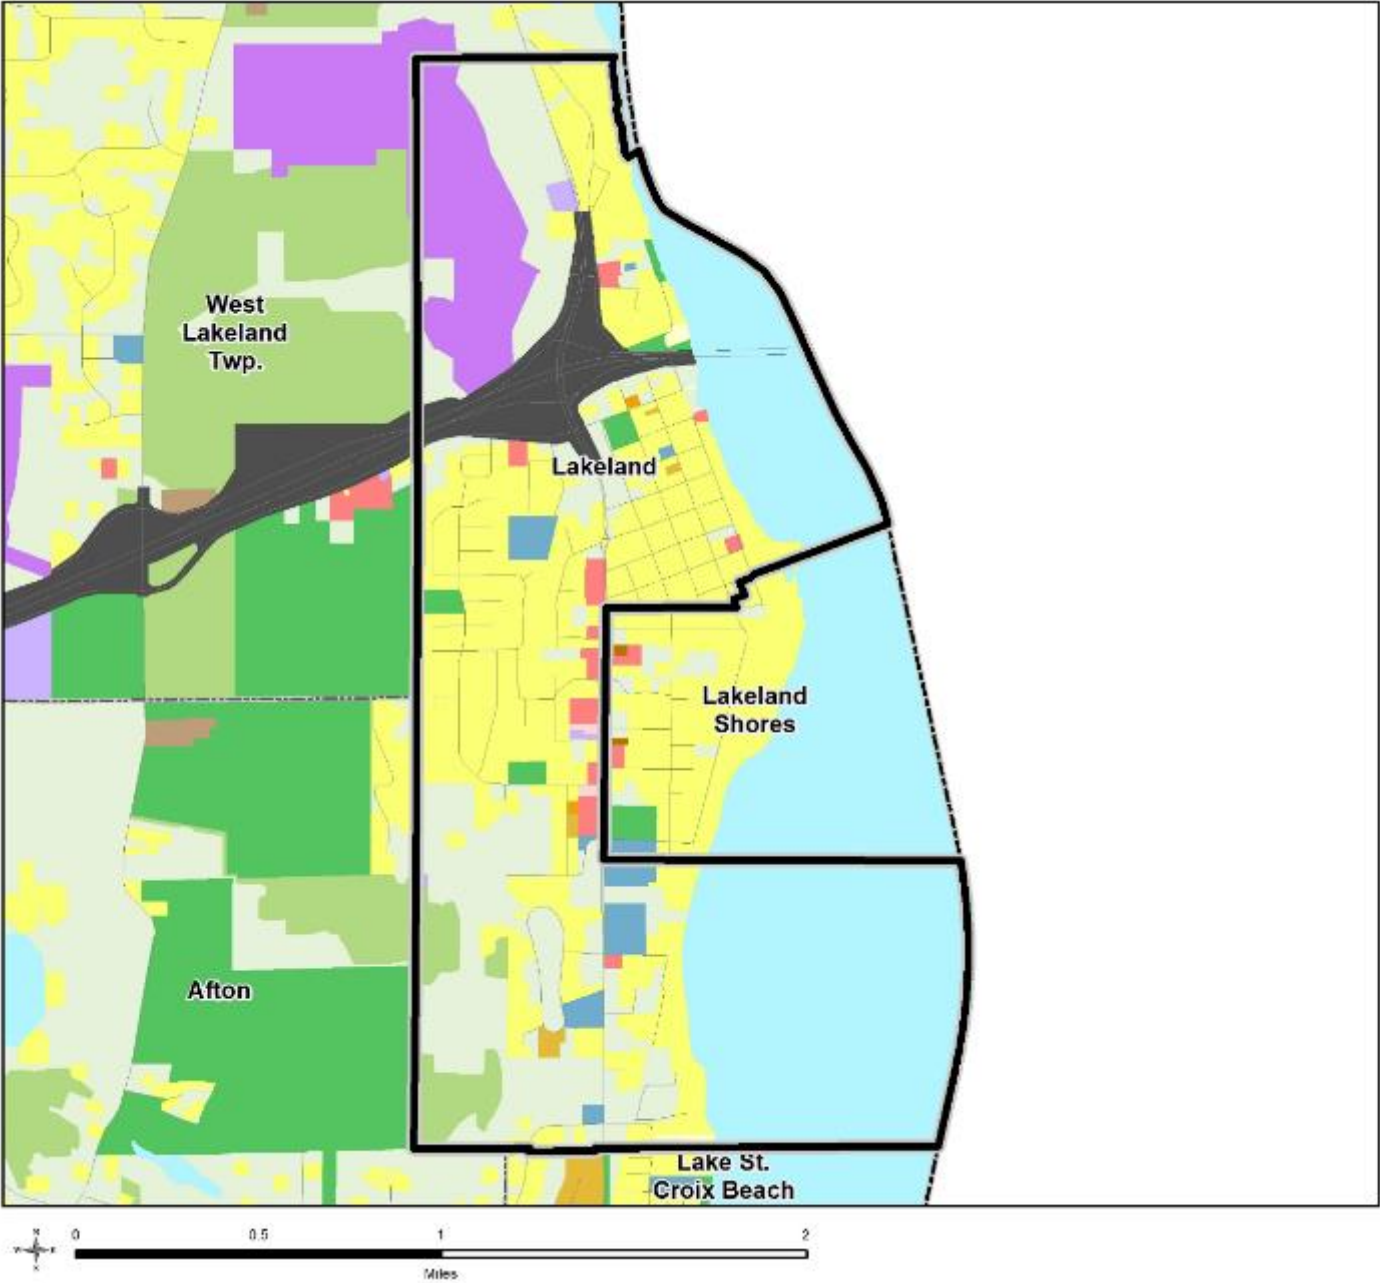 West
Lakeland
Twp.
Lakeland
Lakeland
Shores
Afton
Lake St.
Croix Beach
N
W E
S
0 0.5 1 2
Miles